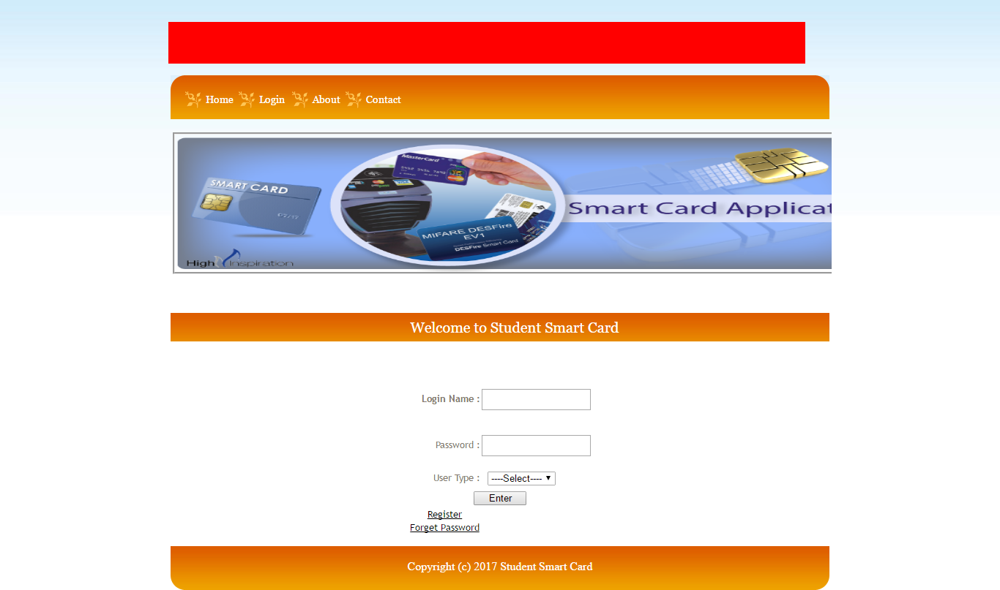 Home Login About Contact
SMART CARD
02/12
MasterCard
MIFARE DESFire
EV1
DESFire Smart Card
Smart Card Applicat
High Inspiration
Welcome to Student Smart Card
Login Name :
Password :
User Type : ----Select----
Enter
Register
Forget Password
Copyright (c) 2017 Student Smart Card